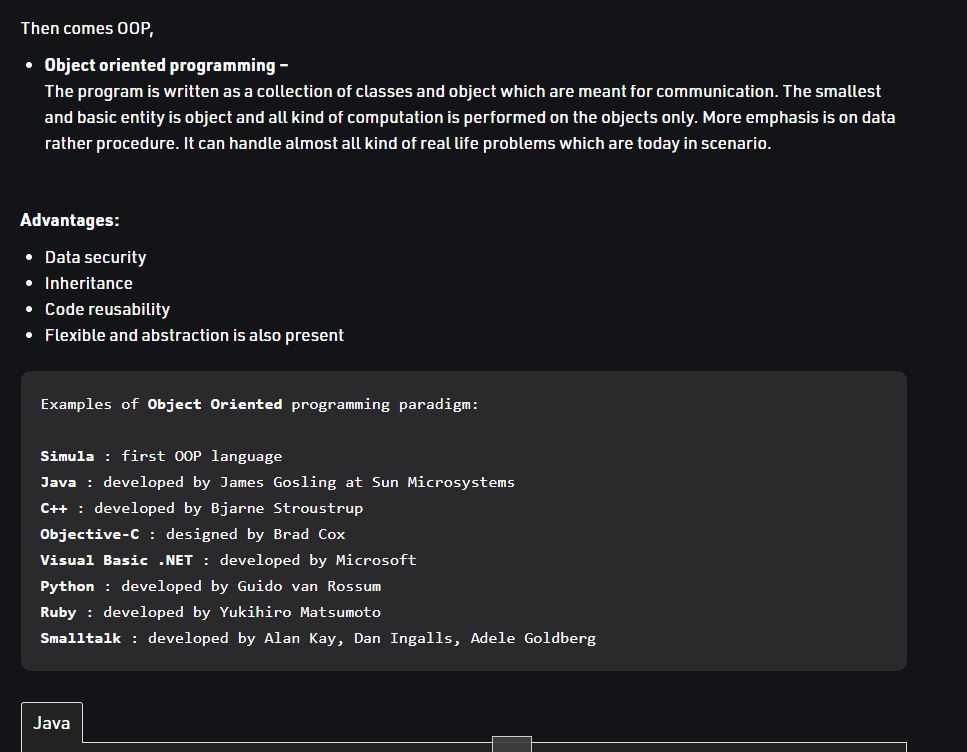 Then comes OOP,
• Object oriented programming –
The program is written as a collection of classes and object which are meant for communication. The smallest
and basic entity is object and all kind of computation is performed on the objects only. More emphasis is on data
rather procedure. It can handle almost all kind of real life problems which are today in scenario.
Advantages:
• Data security
• Inheritance
• Code reusability
• Flexible and abstraction is also present
Examples of Object Oriented programming paradigm:
Simula : first OOP language
Java : developed by James Gosling at Sun Microsystems
C++ : developed by Bjarne Stroustrup
Objective-C : designed by Brad Cox
Visual Basic .NET : developed by Microsoft
Python : developed by Guido van Rossum
Ruby : developed by Yukihiro Matsumoto
Smalltalk : developed by Alan Kay, Dan Ingalls, Adele Goldberg
Java